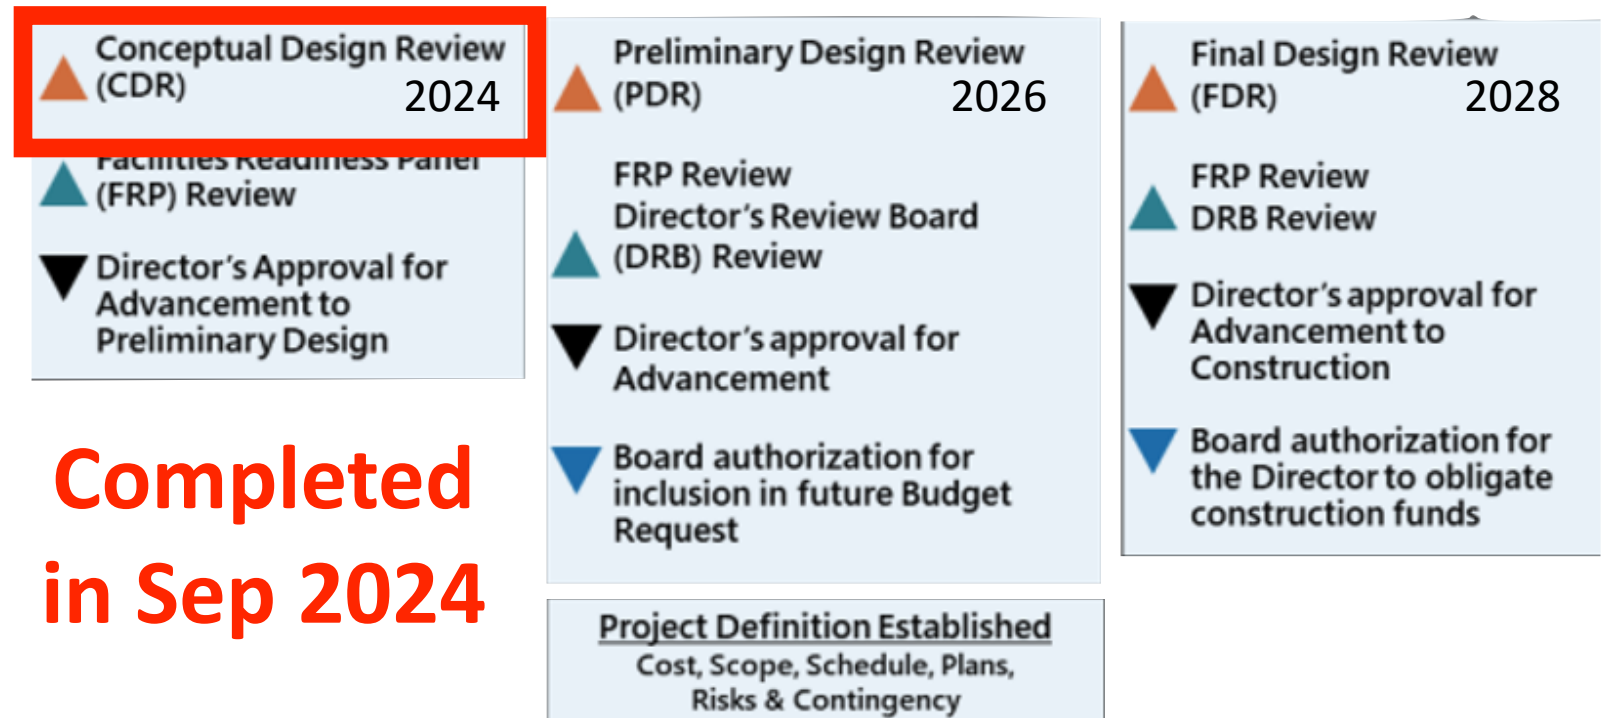 Conceptual Design Review
(CDR)
2024
Facilities Readiness Panel
(FRP) Review
Director's Approval for
Advancement to
Preliminary Design
Completed
in Sep 2024
Preliminary Design Review
(PDR)
2026
FRP Review
Director's Review Board
(DRB) Review
Director's approval for
Advancement
Board authorization for
inclusion in future Budget
Request
Project Definition Established
Cost, Scope, Schedule, Plans,
Risks & Contingency
Final Design Review
(FDR)
2028
FRP Review
DRB Review
Director's approval for
Advancement to
Construction
Board authorization for
the Director to obligate
construction funds